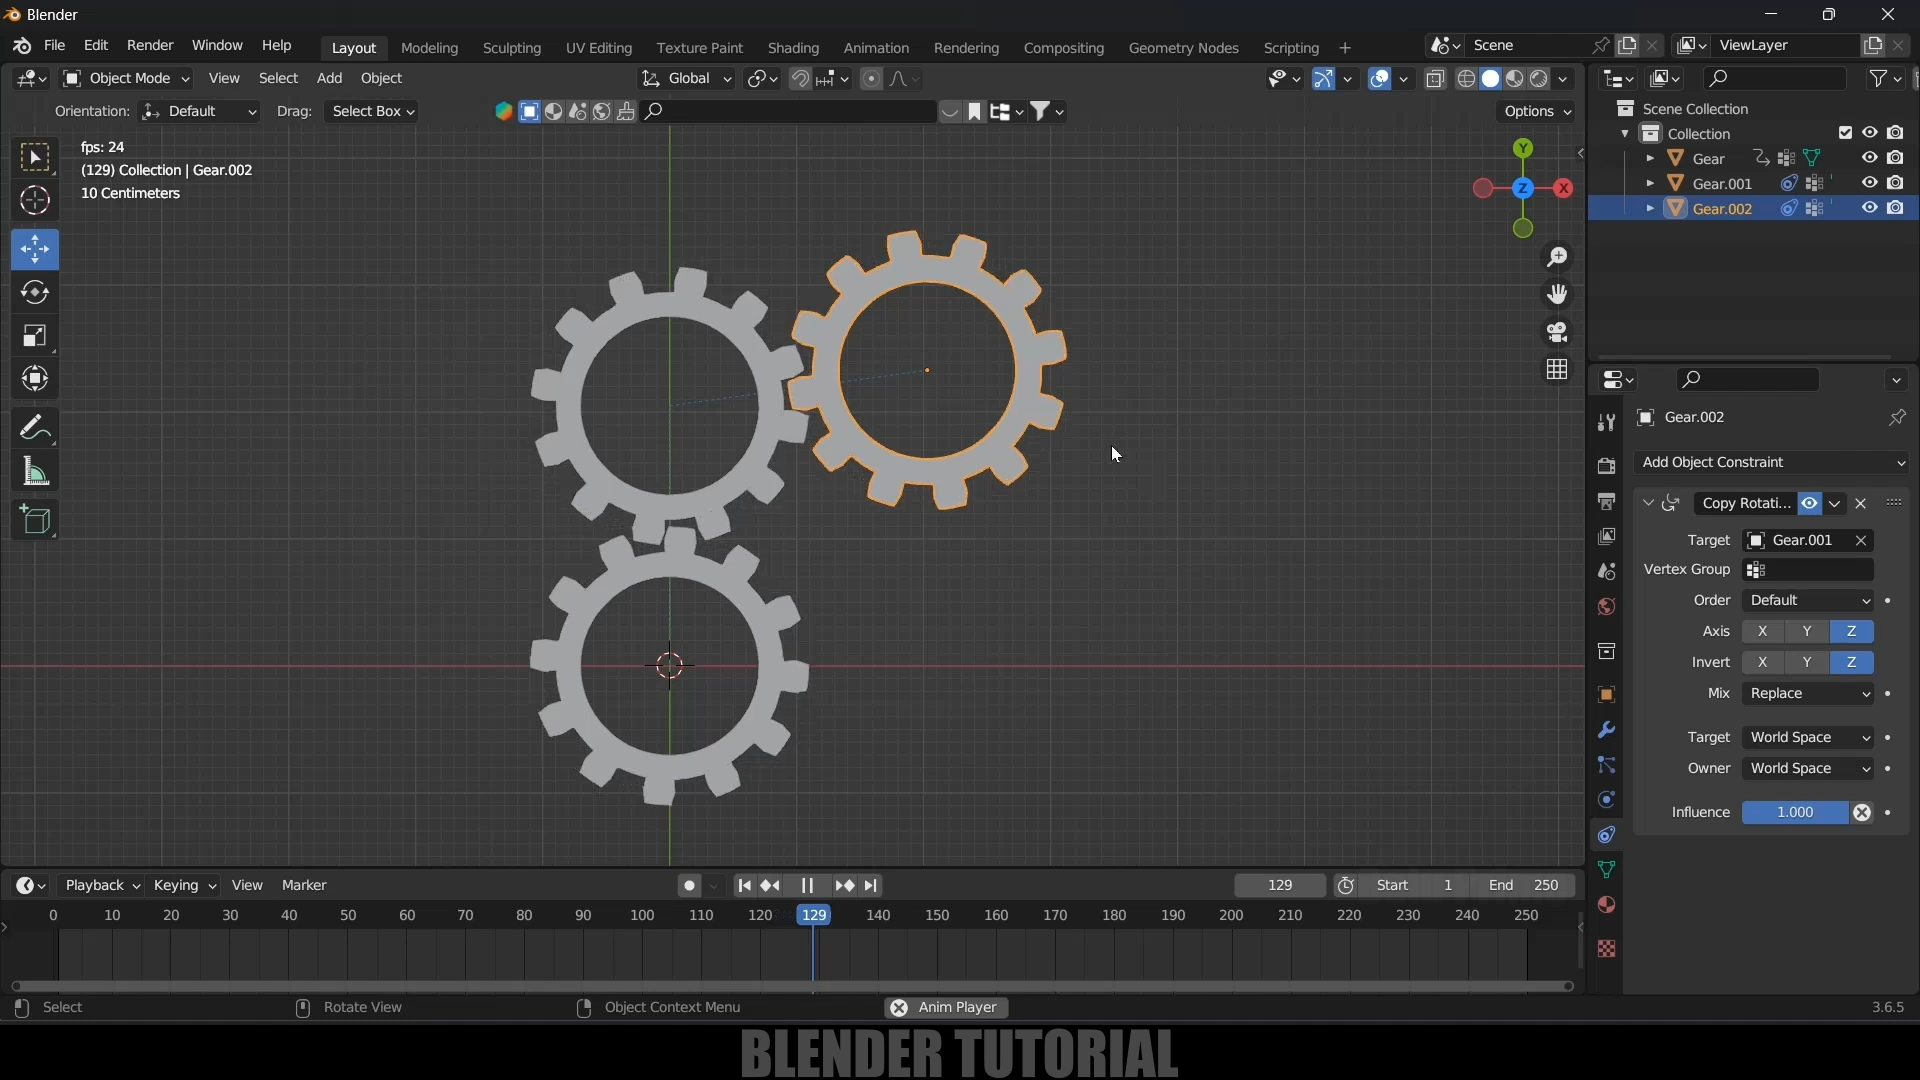 Blender
File Edit Render Window Help
Layout Modeling Sculpting UV Editing Texture Paint Shading Animation Rendering Compositing Geometry Nodes Scripting +
Scene
ViewLayer
Object Mode View Select Add Object
Global
Orientation: Default Drag: Select Box
Options
fps: 24
(129) Collection | Gear.002
10 Centimeters
Y
Z
X
Scene Collection
Collection
Gear
Gear.001
Gear.002
Gear.002
Add Object Constraint
Copy Rotati...
Target Gear.001
Vertex Group
Order Default
Axis X Y Z
Invert X Y Z
Mix Replace
Target World Space
Owner World Space
Influence 1.000
Playback Keying View Marker
129 Start 1 End 250
0 10 20 30 40 50 60 70 80 90 100 110 120 129 140 150 160 170 180 190 200 210 220 230 240 250
Select Rotate View Object Context Menu Anim Player 3.6.5
BLENDER TUTORIAL